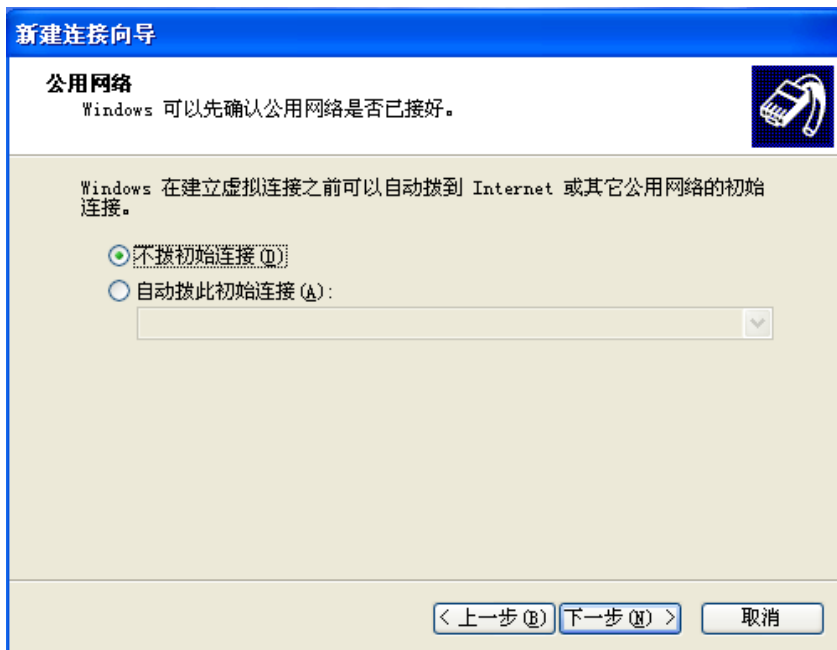 新建连接向导
公用网络
Windows 可以先确认公用网络是否已接好。
Windows 在建立虚拟连接之前可以自动拨到 Internet 或其它公用网络的初始
连接。
不拨初始连接(D)
自动拨此初始连接(A):
< 上一步(B) 下一步(N) > 取消